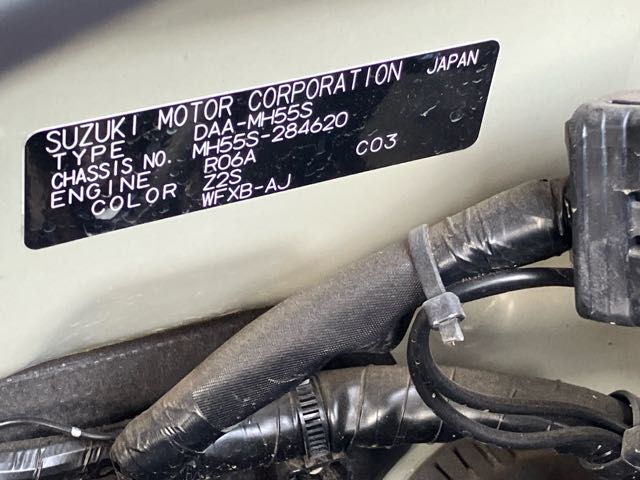 SUZUKI MOTOR CORPORATION JAPAN
TYPE DAA-MH55S
CHASSIS NO. MH55S-284620
ENGINE R06A C03
COLOR Z2S
WFXB-AJ